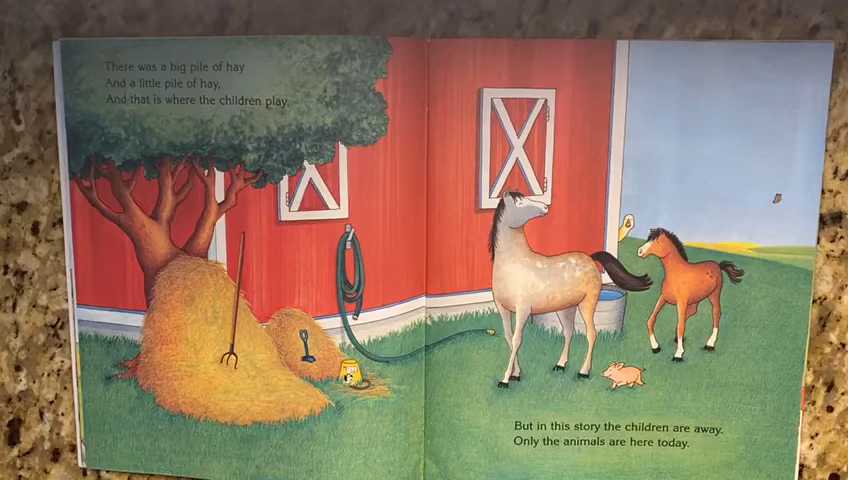 There was a big pile of hay
And a little pile of hay,
And that is where the children play.
But in this story the children are away.
Only the animals are here today.